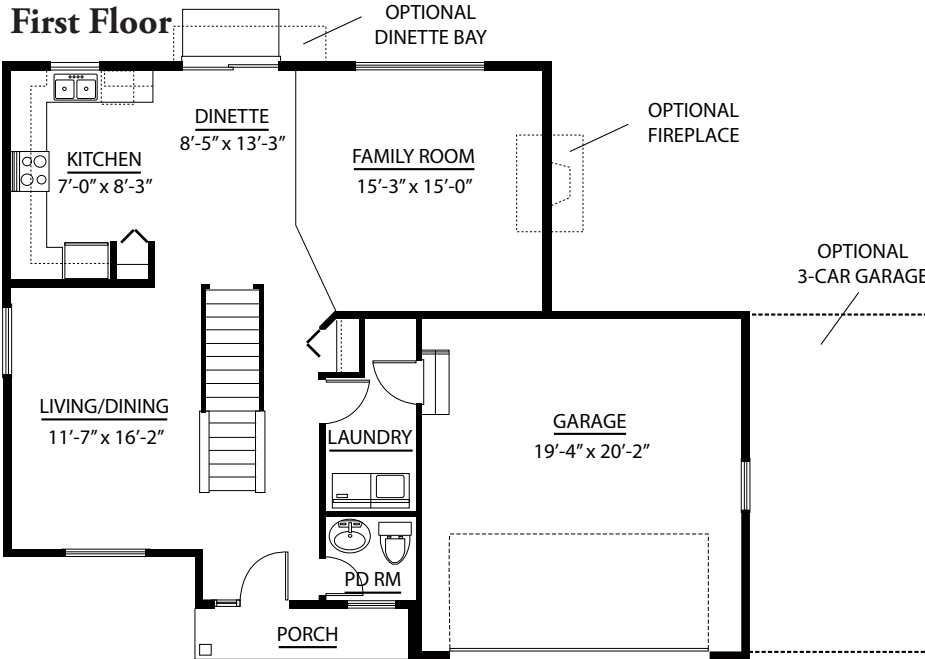 First Floor
OPTIONAL
DINETTE BAY
DINETTE
8’-5” x 13’-3”
KITCHEN
7’-0” x 8’-3”
FAMILY ROOM
15’-3” x 15’-0”
OPTIONAL
FIREPLACE
OPTIONAL
3-CAR GARAGE
LIVING/DINING
11’-7” x 16’-2”
LAUNDRY
GARAGE
19’-4” x 20’-2”
PD RM
PORCH